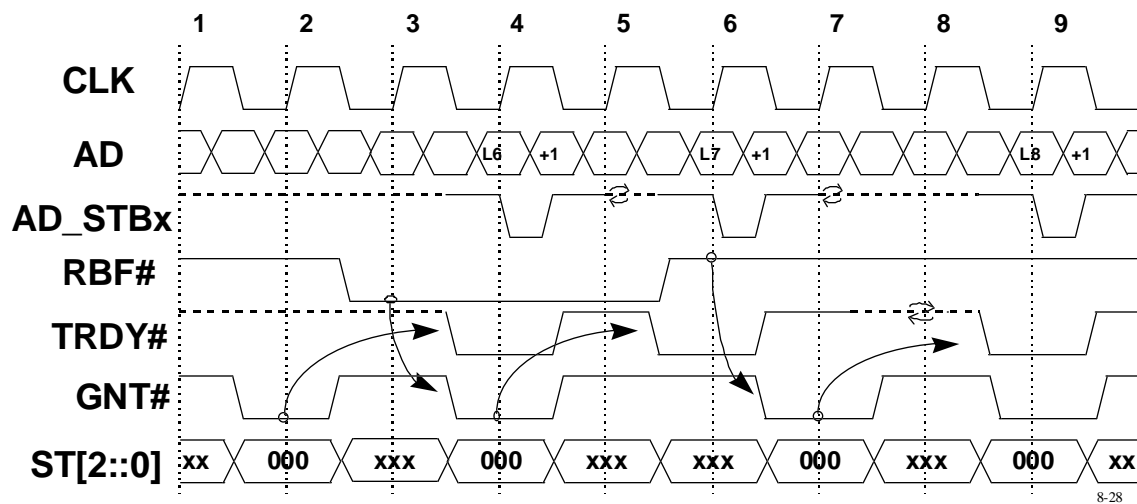 1 2 3 4 5 6 7 8 9
CLK
AD L6 +1 L7 +1 L8 +1
AD_STBx
RBF#
TRDY#
GNT#
ST[2::0] xx 000 xxx 000 xxx xxx 000 xxx 000 xx
8-28